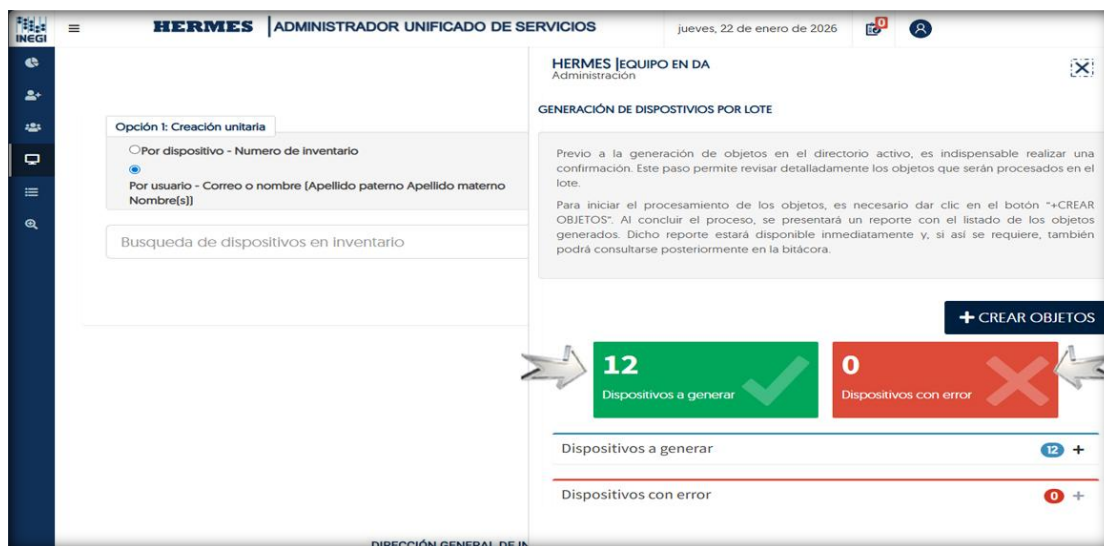 INEGI
HERMES |ADMINISTRADOR UNIFICADO DE SERVICIOS
jueves, 22 de enero de 2026
0
Opción 1: Creación unitaria
Por dispositivo - Numero de inventario
Por usuario - Correo o nombre [Apellido paterno Apellido materno
Nombre[s]]
Busqueda de dispositivos en inventario
HERMES |EQUIPO EN DA
Administración
GENERACIÓN DE DISPOSTIVIOS POR LOTE
Previo a la generación de objetos en el directorio activo, es indispensable realizar una
confirmación. Este paso permite revisar detalladamente los objetos que serán procesados en el
lote.
Para iniciar el procesamiento de los objetos, es necesario dar clic en el botón "+CREAR
OBJETOS". Al concluir el proceso, se presentará un reporte con el listado de los objetos
generados. Dicho reporte estará disponible inmediatamente y, si así se requiere, también
podrá consultarse posteriormente en la bitácora.
+ CREAR OBJETOS
12
Dispositivos a generar
0
Dispositivos con error
Dispositivos a generar 12 +
Dispositivos con error 0 +
DIRECCIÓN GENERAL DE IN